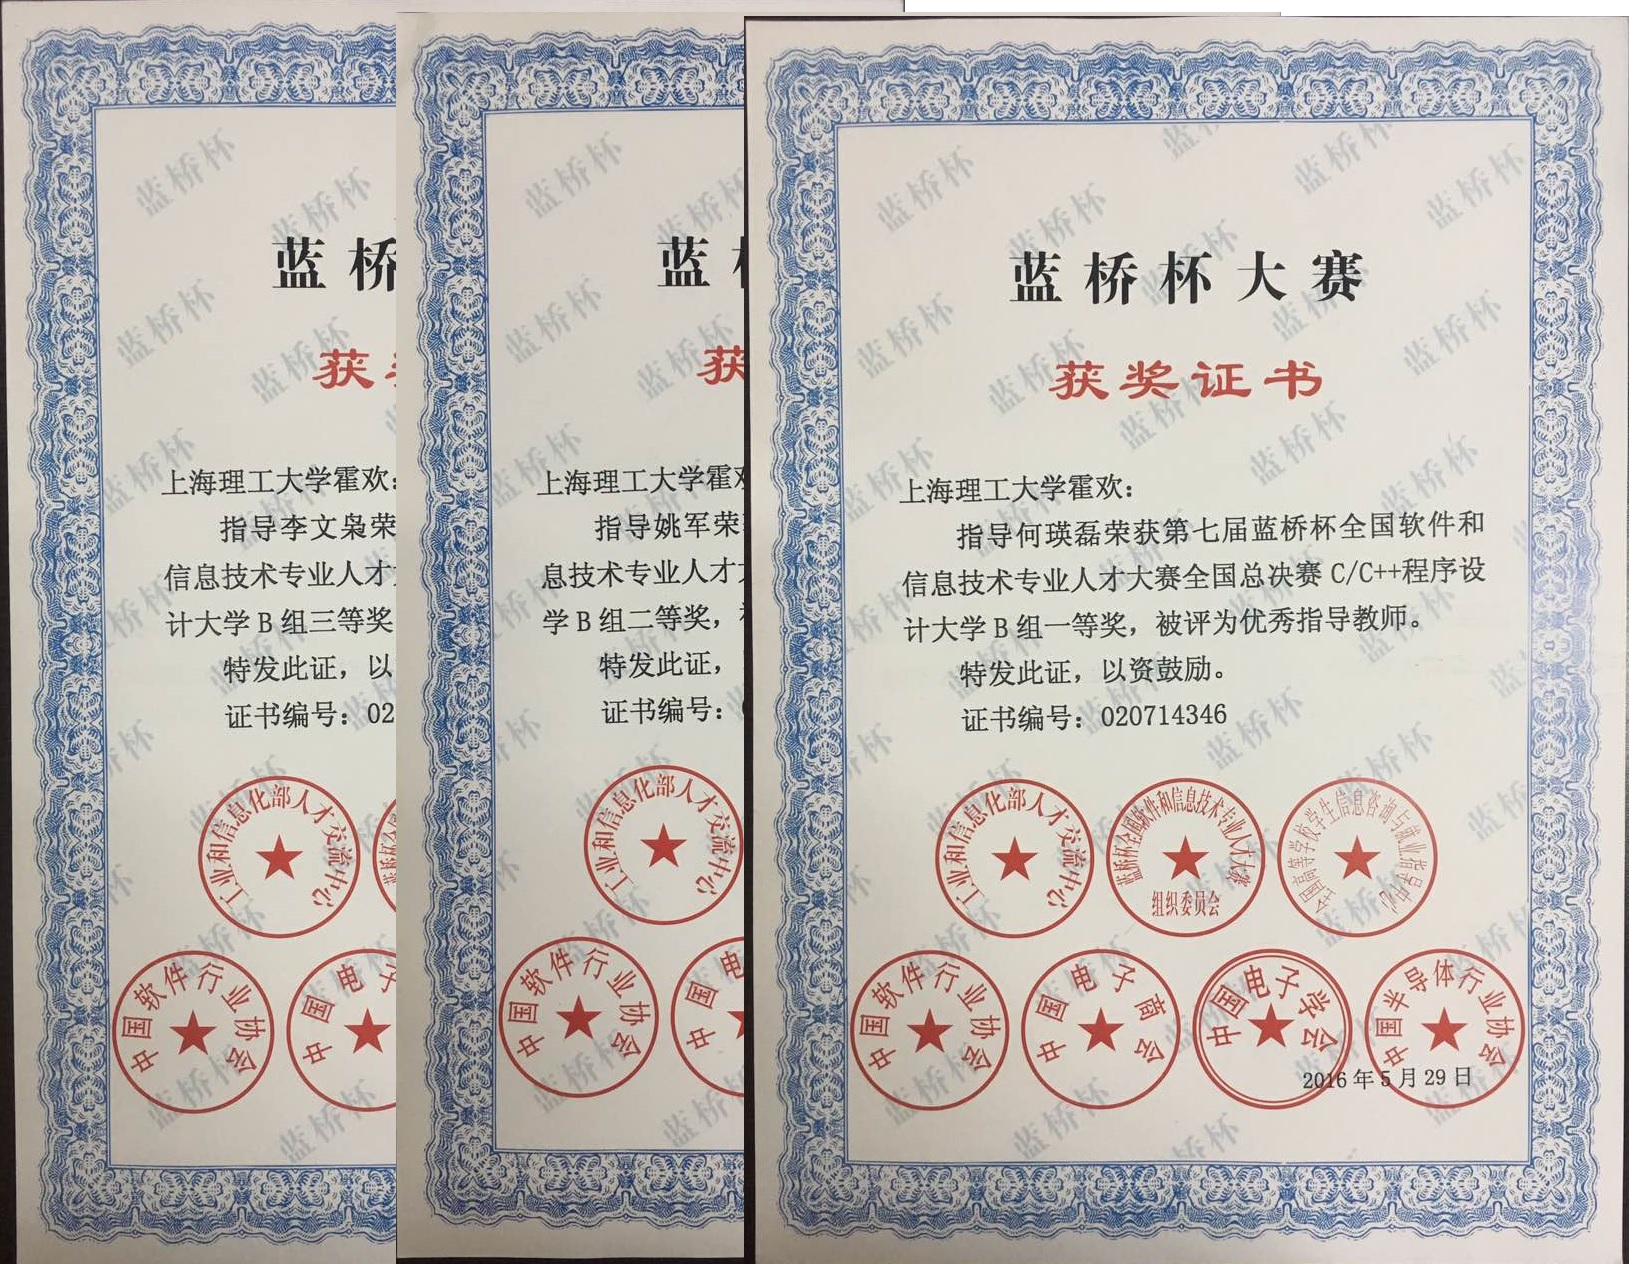 蓝桥
获
上海理工大学霍欢:
指导李文枭荣
信息技术专业人才
计大学 B 组三等奖
特发此证，以
证书编号：02
工业和信息化部人才交流中心
中国软件行业协会
中国电子
蓝
获
上海理工大学霍欢
指导姚军荣
息技术专业人才
学 B 组二等奖，
特发此证，
证书编号：
工业和信息化部人才交流中心
中国软件行业协会
中国电
蓝桥杯大赛
获奖证书
上海理工大学霍欢：
指导何瑛磊荣获第七届蓝桥杯全国软件和
信息技术专业人才大赛全国总决赛 C/C++程序设
计大学 B 组一等奖，被评为优秀指导教师。
特发此证，以资鼓励。
证书编号：020714346
工业和信息化部人才交流中心
蓝桥杯全国软件和信息技术专业人才大赛
组织委员会
全国高等学校学生信息咨询与就业指导中心
中国软件行业协会
中国电子商会
中国电子学会
中国半导体行业协会
2016 年 5 月 29 日
蓝桥杯